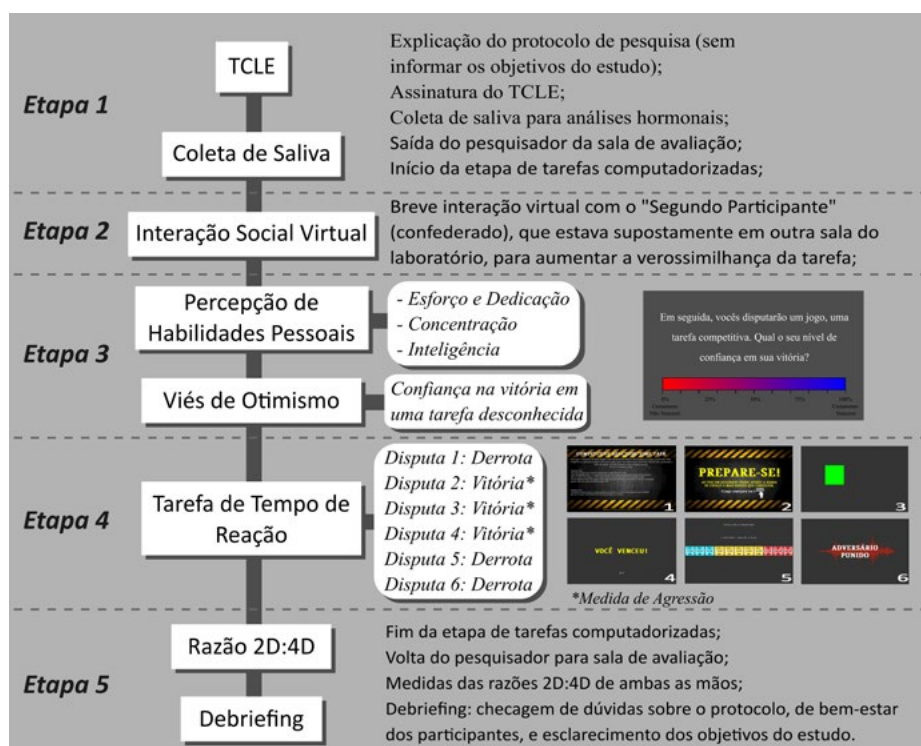 Etapa 1
TCLE
Coleta de Saliva
Explicação do protocolo de pesquisa (sem
informar os objetivos do estudo);
Assinatura do TCLE;
Coleta de saliva para análises hormonais;
Saída do pesquisador da sala de avaliação;
Início da etapa de tarefas computadorizadas;
Etapa 2
Interação Social Virtual
Breve interação virtual com o "Segundo Participante"
(confederado), que estava supostamente em outra sala do
laboratório, para aumentar a verossimilhança da tarefa;
Etapa 3
Percepção de
Habilidades Pessoais
- Esforço e Dedicação
- Concentração
- Inteligência
Viés de Otimismo
Confiança na vitória em
uma tarefa desconhecida
Em seguida, vocês disputarão um jogo, uma
tarefa competitiva. Qual o seu nível de
confiança em sua vitória?
0% 25% 50% 75% 100%
Etapa 4
Tarefa de Tempo de
Reação
Disputa 1: Derrota
Disputa 2: Vitória*
Disputa 3: Vitória*
Disputa 4: Vitória*
Disputa 5: Derrota
Disputa 6: Derrota
1
PREPARE-SE!
2
3
VOCÊ VENCEU!
4
5
ADVERSÁRIO
PUNIDO
6
*Medida de Agressão
Etapa 5
Razão 2D:4D
Debriefing
Fim da etapa de tarefas computadorizadas;
Volta do pesquisador para sala de avaliação;
Medidas das razões 2D:4D de ambas as mãos;
Debriefing: checagem de dúvidas sobre o protocolo, de bem-estar
dos participantes, e esclarecimento dos objetivos do estudo.